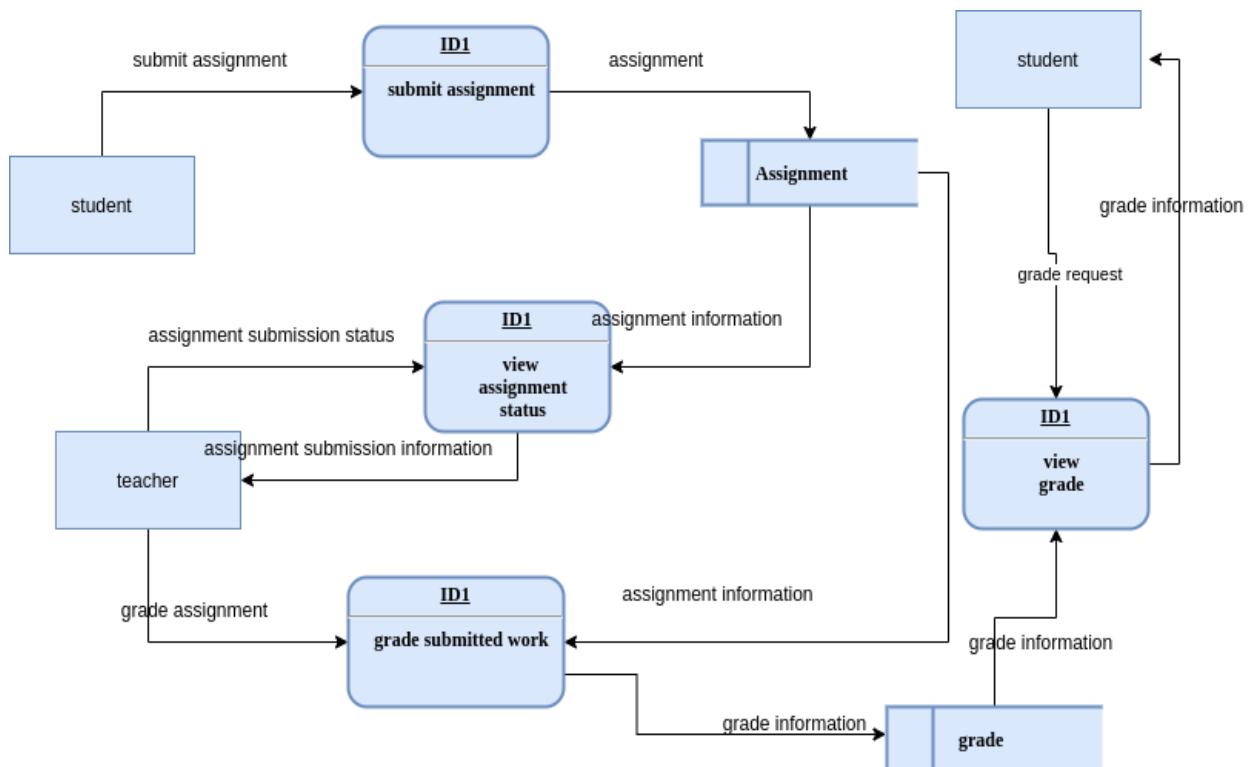 ID1
submit assignment
assignment
submit assignment
student
student
Assignment
grade information
grade request
ID1
assignment information
assignment submission status
view
assignment
status
ID1
view
grade
assignment submission information
teacher
ID1
assignment information
grade assignment
grade submitted work
grade information
grade information
grade